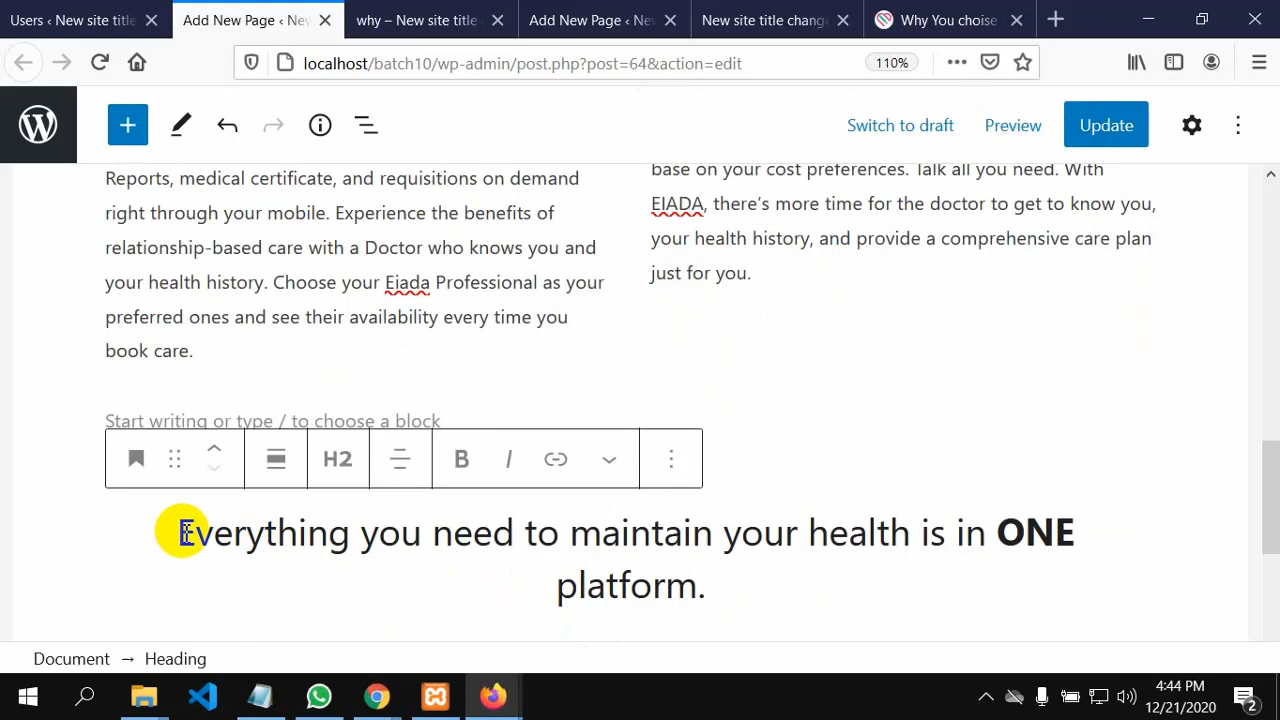 Users ‹ New site title
Add New Page ‹ New
why – New site title
Add New Page ‹ New
New site title change
Why You choise
localhost/batch10/wp-admin/post.php?post=64&action=edit
110%
Switch to draft
Preview
Update
Reports, medical certificate, and requisitions on demand
right through your mobile. Experience the benefits of
relationship-based care with a Doctor who knows you and
your health history. Choose your Eiada Professional as your
preferred ones and see their availability every time you
book care.
base on your cost preferences. Talk all you need. With
EIADA, there's more time for the doctor to get to know you,
your health history, and provide a comprehensive care plan
just for you.
Start writing or type / to choose a block
H2
B
I
Everything you need to maintain your health is in ONE
platform.
Document → Heading
4:44 PM
12/21/2020
2